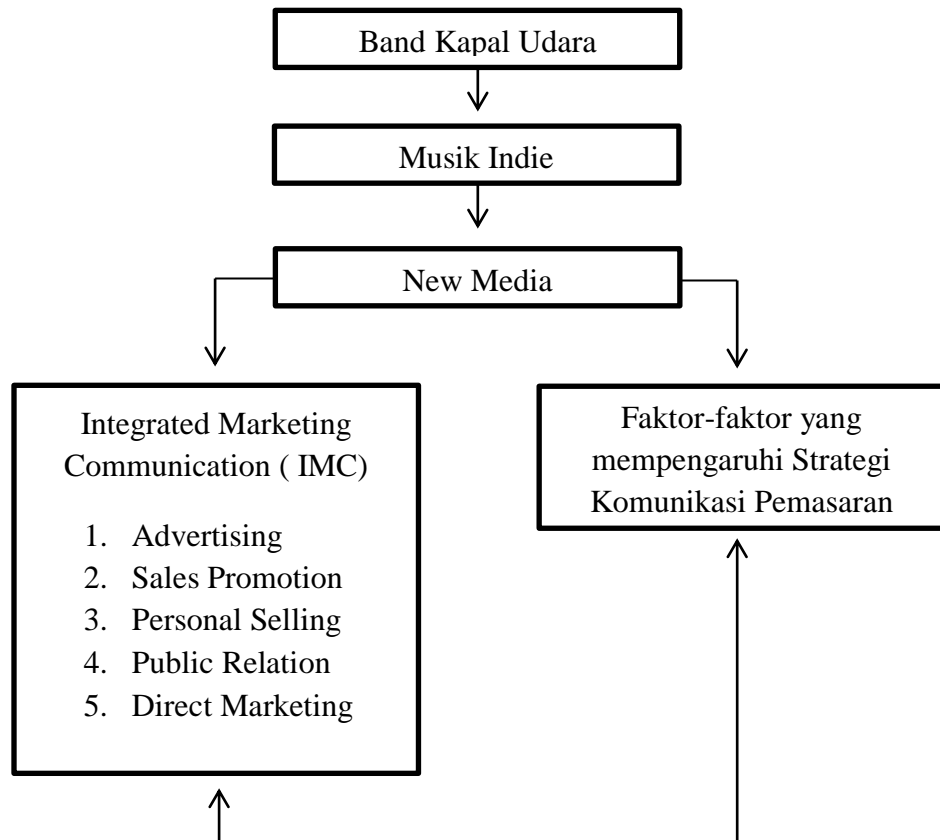 Band Kapal Udara
Musik Indie
New Media
Integrated Marketing
Communication ( IMC)
1. Advertising
2. Sales Promotion
3. Personal Selling
4. Public Relation
5. Direct Marketing
Faktor-faktor yang
mempengaruhi Strategi
Komunikasi Pemasaran